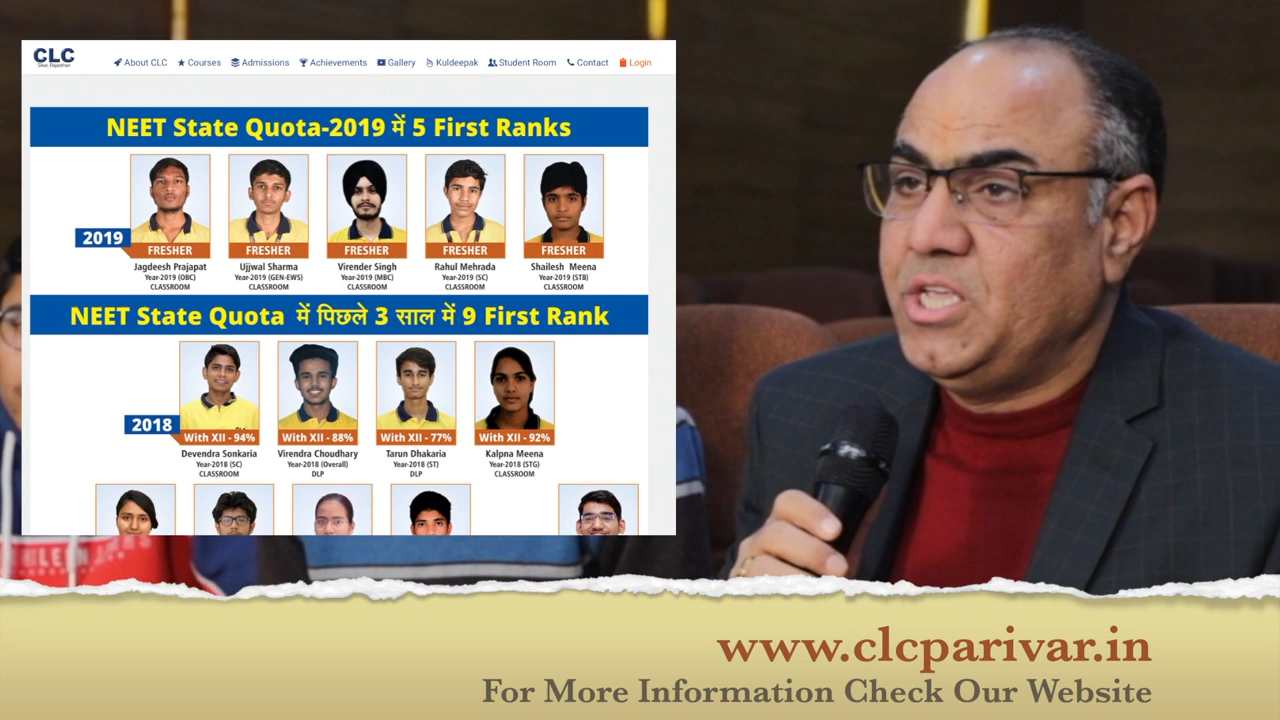 CLC
Sikar, Rajasthan
About CLC Courses Admissions Achievements Gallery Kuldeepak Student Room Contact Login
NEET State Quota-2019 में 5 First Ranks
2019
FRESHER FRESHER FRESHER FRESHER FRESHER
Jagdeesh Prajapat Ujjwal Sharma Virender Singh Rahul Mehrada Shailesh Meena
Year-2019 (OBC) Year-2019 (GEN-EWS) Year-2019 (MBC) Year-2019 (SC) Year-2019 (STB)
CLASSROOM CLASSROOM CLASSROOM CLASSROOM CLASSROOM
NEET State Quota में पिछले 3 साल में 9 First Rank
2018
With XII - 94% With XII - 88% With XII - 77% With XII - 92%
Devendra Sonkaria Virendra Choudhary Tarun Dhakaria Kalpna Meena
Year-2018 (SC) Year-2018 (Overall) Year-2018 (ST) Year-2018 (STG)
CLASSROOM DLP DLP CLASSROOM
www.clcparivar.in
For More Information Check Our Website